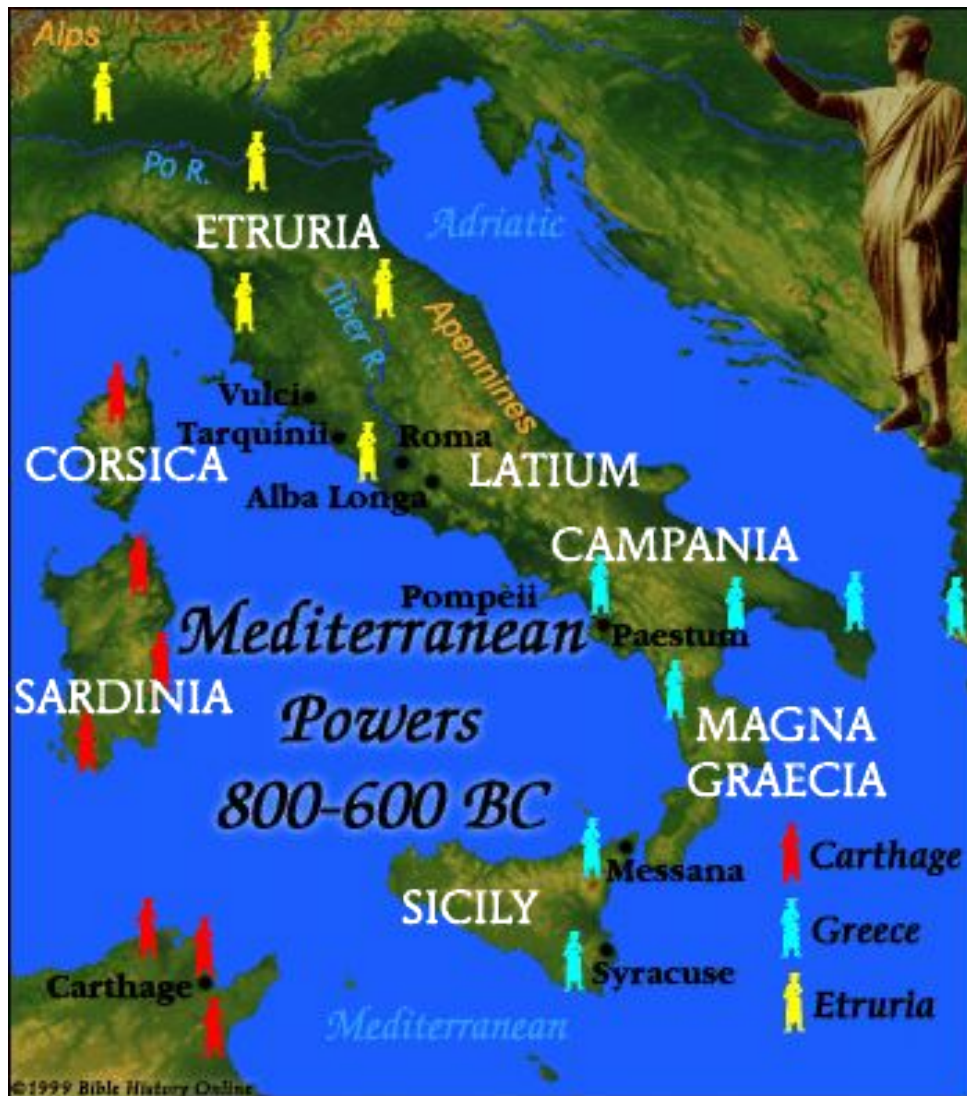 Alps
Po R.
ETRURIA
Adriatic
Tiber R.
Apennines
Vulci
Tarquinii
Roma
CORSICA
LATIUM
Alba Longa
CAMPANIA
Pompèii
Mediterranean
Paestum
SARDINIA
Powers
MAGNA
GRAECIA
800-600 BC
Messana
Carthage
SICILY
Greece
Syracuse
Carthage
Etruria
Mediterranean
©1999 Bible History Online